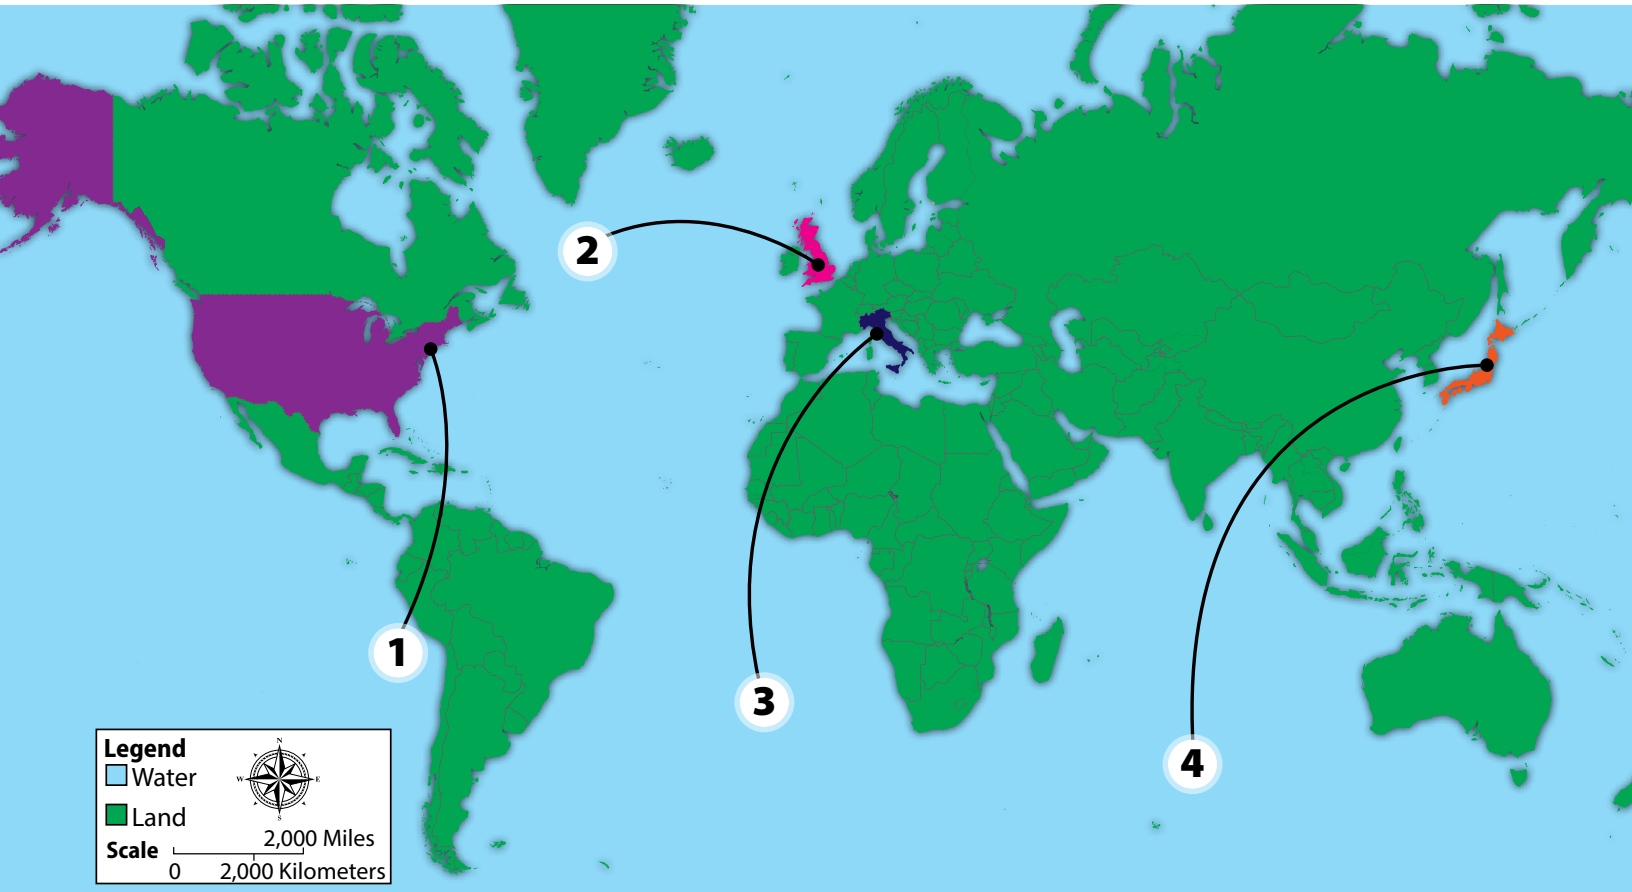 2
1
3
4
Legend
N
W
E
S
Water
Land
2,000 Miles
Scale
0
2,000 Kilometers